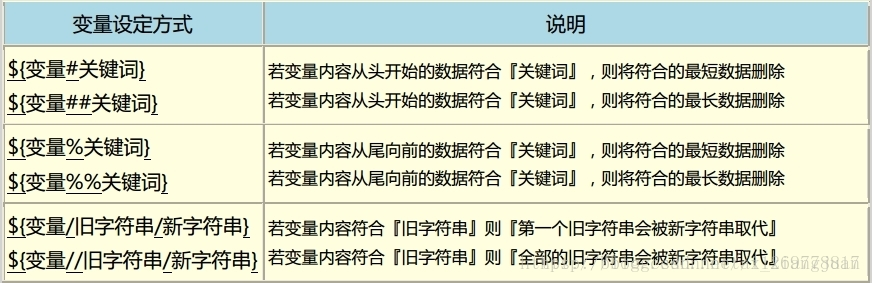 变量设定方式 说明
${变量#关键词} 若变量内容从头开始的数据符合『关键词』，则将符合的最短数据删除
${变量##关键词} 若变量内容从头开始的数据符合『关键词』，则将符合的最长数据删除
${变量%关键词} 若变量内容从尾向前的数据符合『关键词』，则将符合的最短数据删除
${变量%%关键词} 若变量内容从尾向前的数据符合『关键词』，则将符合的最长数据删除
${变量/旧字符串/新字符串} 若变量内容符合『旧字符串』则『第一个旧字符串会被新字符串取代』
${变量//旧字符串/新字符串} 若变量内容符合『旧字符串』则『全部的旧字符串会被新字符串取代』